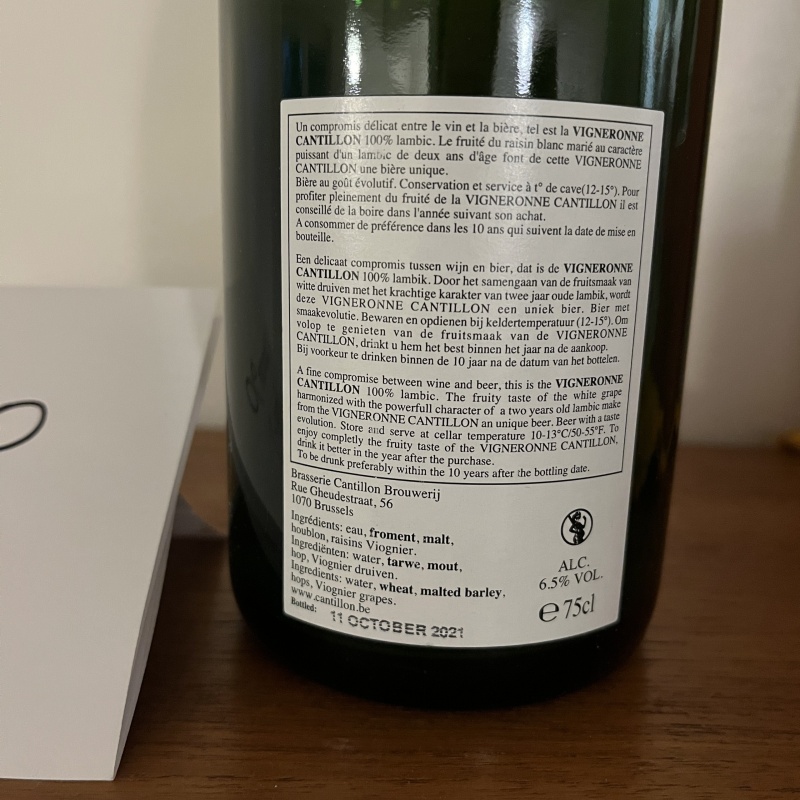 Un compromis délicat entre le vin et la bière, tel est la VIGNERONNE
CANTILLON 100% lambic. Le fruité du raisin blanc marié au caractère
puissant d'un lambic de deux ans d'âge font de cette VIGNERONNE
CANTILLON une bière unique.
Bière au goût évolutif. Conservation et service à t° de cave(12-15°). Pour
profiter pleinement du fruité de la VIGNERONNE CANTILLON il est
conseillé de la boire dans l'année suivant son achat.
A consommer de préférence dans les 10 ans qui suivent la date de mise en
bouteille.
Een delicaat compromis tussen wijn en bier, dat is de VIGNERONNE
CANTILLON 100% lambik. Door het samengaan van de fruitsmaak van
witte druiven met het krachtige karakter van twee jaar oude lambik, wordt
deze VIGNERONNE CANTILLON een uniek bier. Bier met
smaakevolutie. Bewaren en opdienen bij keldertemperatuur (12-15°). Om
volop te genieten van de fruitsmaak van de VIGNERONNE
CANTILLON, drinkt u hem het best binnen het jaar na de aankoop.
Bij voorkeur te drinken binnen de 10 jaar na de datum van het bottelen.
A fine compromise between wine and beer, this is the VIGNERONNE
CANTILLON 100% lambic. The fruity taste of the white grape
harmonized with the powerfull character of a two years old lambic make
from the VIGNERONNE CANTILLON an unique beer. Beer with a taste
evolution. Store and serve at cellar temperature 10-13°C/50-55°F. To
enjoy completly the fruity taste of the VIGNERONNE CANTILLON,
drink it better in the year after the purchase.
To be drunk preferably within the 10 years after the bottling date.
Brasserie Cantillon Brouwerij
Rue Gheudestraat, 56
1070 Brussels
Ingrédients: eau, froment, malt,
houblon, raisins Viognier.
Ingrediënten: water, tarwe, mout,
hop, Viognier druiven.
Ingredients: water, wheat, malted barley,
hops, Viognier grapes.
www.cantillon.be
Bottled: 11 OCTOBER 2021
ALC.
6.5% VOL.
e 75cl